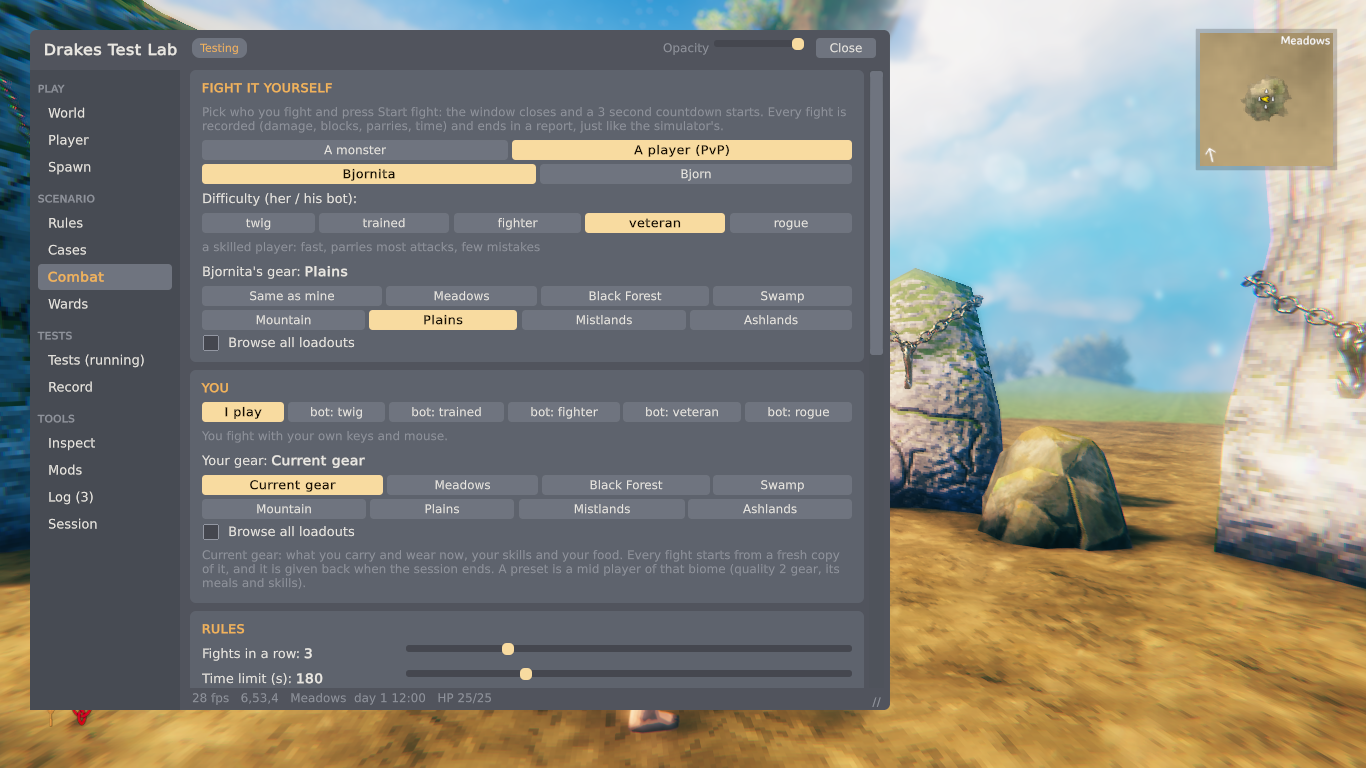 Drakes Test Lab
Testing
Opacity
Close
Meadows
PLAY
World
Player
Spawn
SCENARIO
Rules
Cases
Combat
Wards
TESTS
Tests (running)
Record
TOOLS
Inspect
Mods
Log (3)
Session
FIGHT IT YOURSELF
Pick who you fight and press Start fight: the window closes and a 3 second countdown starts. Every fight is
recorded (damage, blocks, parries, time) and ends in a report, just like the simulator's.
A monster
A player (PvP)
Bjornita
Bjorn
Difficulty (her / his bot):
twig
trained
fighter
veteran
rogue
a skilled player: fast, parries most attacks, few mistakes
Bjornita's gear: Plains
Same as mine
Meadows
Black Forest
Swamp
Mountain
Plains
Mistlands
Ashlands
Browse all loadouts
YOU
I play
bot: twig
bot: trained
bot: fighter
bot: veteran
bot: rogue
You fight with your own keys and mouse.
Your gear: Current gear
Current gear
Meadows
Black Forest
Swamp
Mountain
Plains
Mistlands
Ashlands
Browse all loadouts
Current gear: what you carry and wear now, your skills and your food. Every fight starts from a fresh copy
of it, and it is given back when the session ends. A preset is a mid player of that biome (quality 2 gear, its
meals and skills).
RULES
Fights in a row: 3
Time limit (s): 180
28 fps 6,53,4 Meadows day 1 12:00 HP 25/25
//